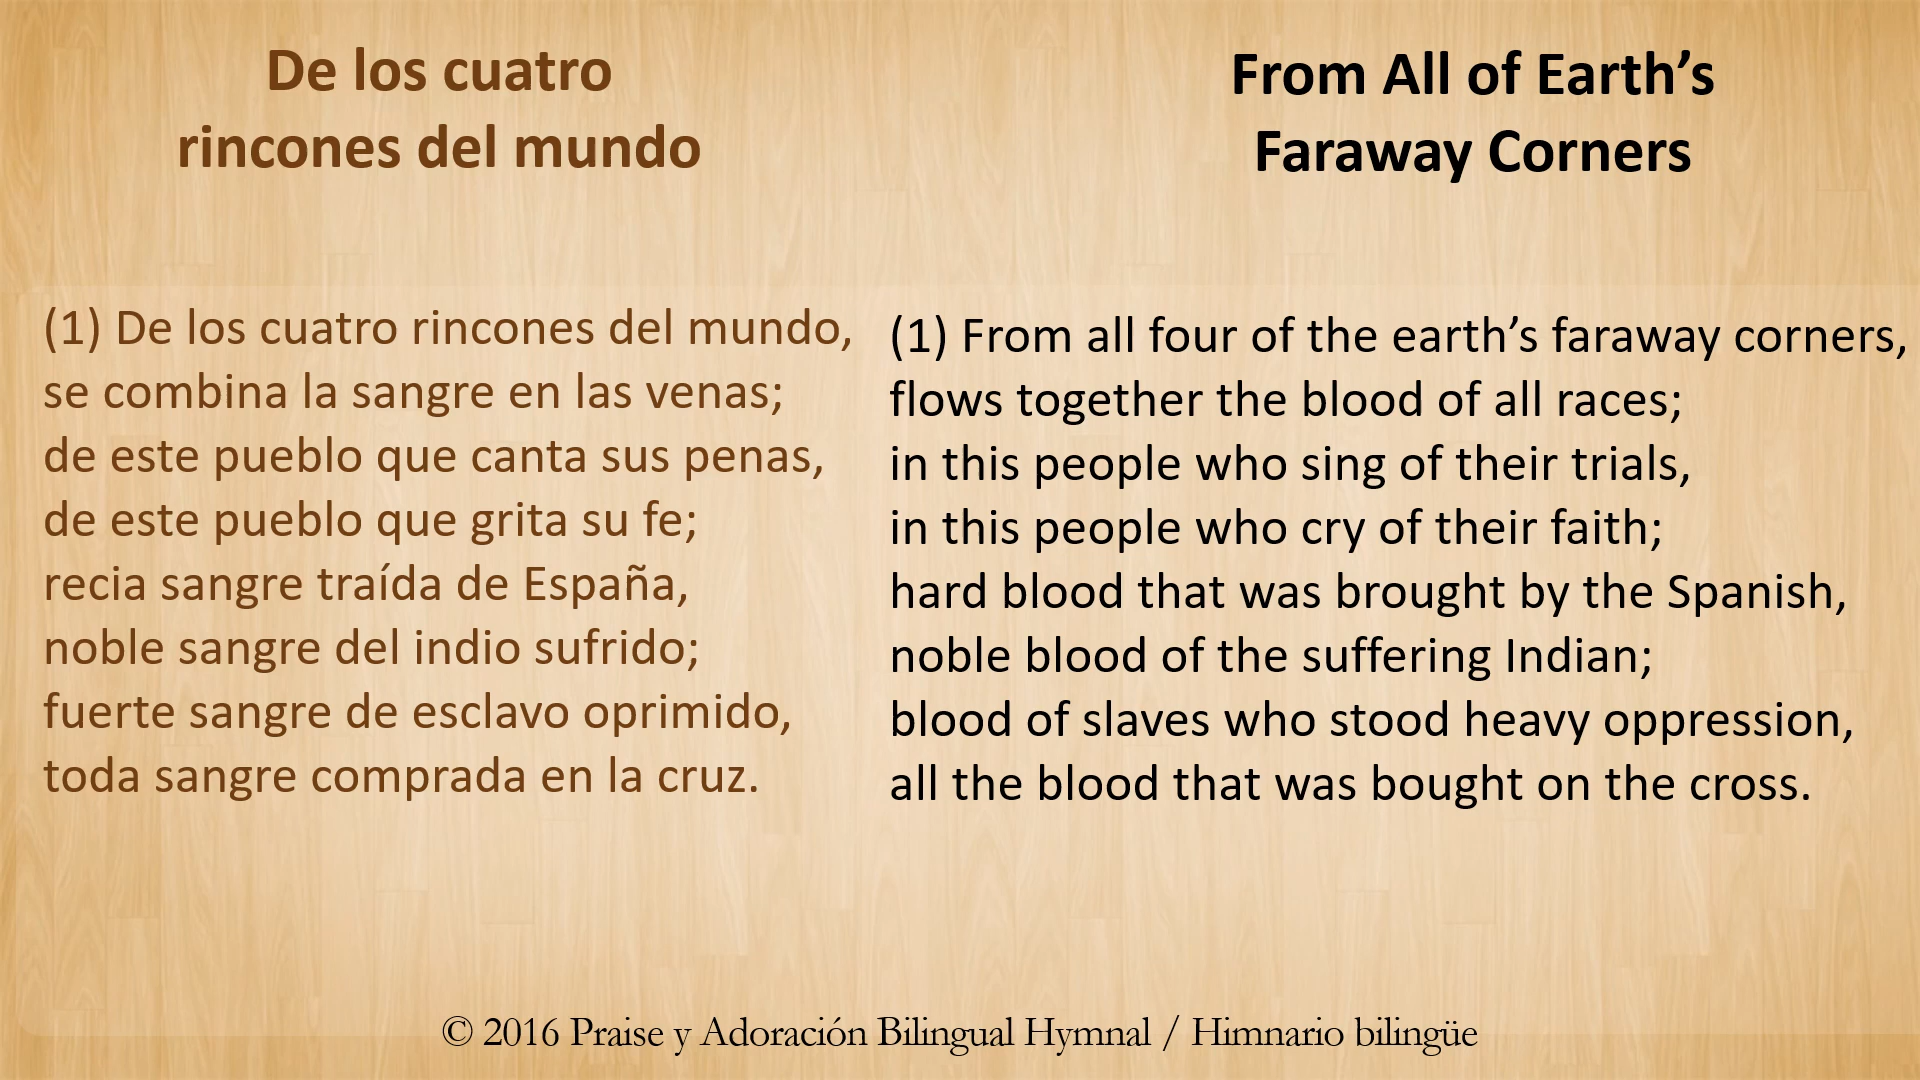 De los cuatro
rincones del mundo
(1) De los cuatro rincones del mundo,
se combina la sangre en las venas;
de este pueblo que canta sus penas,
de este pueblo que grita su fe;
recia sangre traída de España,
noble sangre del indio sufrido;
fuerte sangre de esclavo oprimido,
toda sangre comprada en la cruz.
From All of Earth’s
Faraway Corners
(1) From all four of the earth’s faraway corners,
flows together the blood of all races;
in this people who sing of their trials,
in this people who cry of their faith;
hard blood that was brought by the Spanish,
noble blood of the suffering Indian;
blood of slaves who stood heavy oppression,
all the blood that was bought on the cross.
© 2016 Praise y Adoración Bilingual Hymnal / Himnario bilingüe